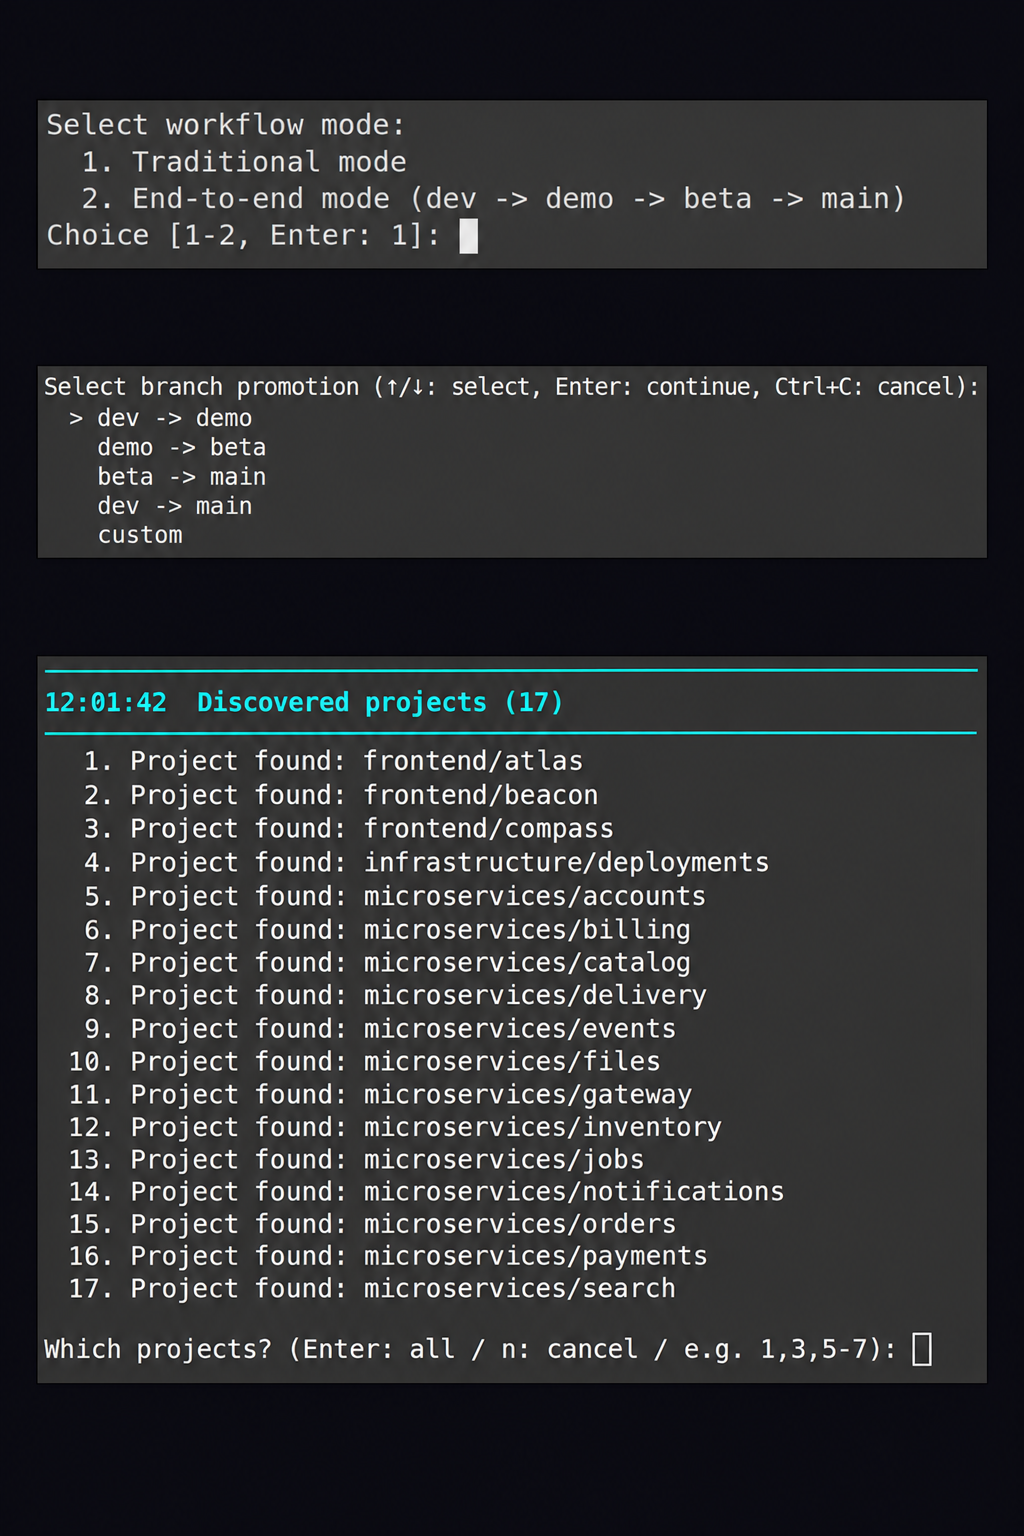 Select workflow mode:
1. Traditional mode
2. End-to-end mode (dev -> demo -> beta -> main)
Choice [1-2, Enter: 1]:
Select branch promotion (↑/↓: select, Enter: continue, Ctrl+C: cancel):
> dev -> demo
demo -> beta
beta -> main
dev -> main
custom
12:01:42  Discovered projects (17)
1. Project found: frontend/atlas
2. Project found: frontend/beacon
3. Project found: frontend/compass
4. Project found: infrastructure/deployments
5. Project found: microservices/accounts
6. Project found: microservices/billing
7. Project found: microservices/catalog
8. Project found: microservices/delivery
9. Project found: microservices/events
10. Project found: microservices/files
11. Project found: microservices/gateway
12. Project found: microservices/inventory
13. Project found: microservices/jobs
14. Project found: microservices/notifications
15. Project found: microservices/orders
16. Project found: microservices/payments
17. Project found: microservices/search
Which projects? (Enter: all / n: cancel / e.g. 1,3,5-7):